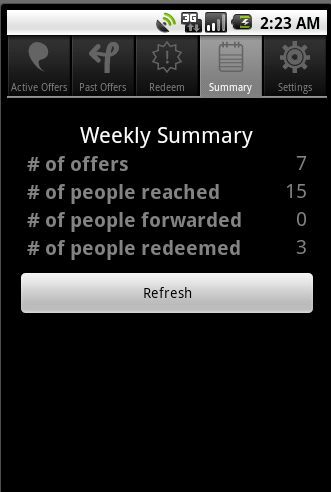 3G 2:23 AM
Active Offers Past Offers Redeem Summary Settings
Weekly Summary
# of offers 7
# of people reached 15
# of people forwarded 0
# of people redeemed 3
Refresh